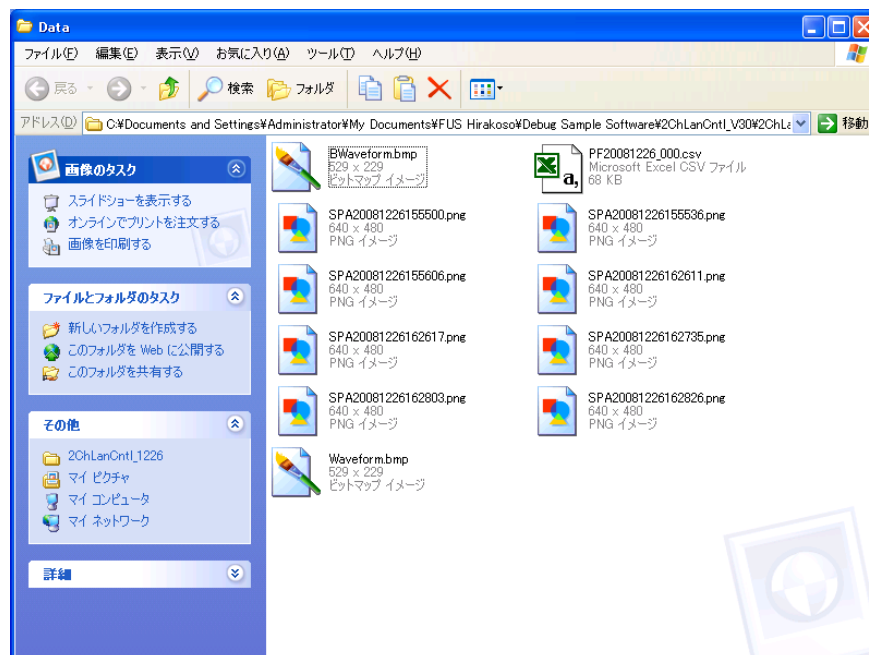 Data
ファイル(F) 編集(E) 表示(V) お気に入り(A) ツール(T) ヘルプ(H)
戻る 検索 フォルダ
アドレス(D) C:¥Documents and Settings¥Administrator¥My Documents¥FUS Hirakoso¥Debug Sample Software¥2ChLanCntl_V30¥2ChLa 移動
画像のタスク
スライドショーを表示する
オンラインでプリントを注文する
画像を印刷する
ファイルとフォルダのタスク
新しいフォルダを作成する
このフォルダを Web に公開する
このフォルダを共有する
その他
2ChLanCntl_1226
マイ ピクチャ
マイ コンピュータ
マイ ネットワーク
詳細
BWaveform.bmp
529 × 229
ビットマップ イメージ
PF20081226_000.csv
Microsoft Excel CSV ファイル
68 KB
SPA20081226155500.png
640 × 480
PNG イメージ
SPA20081226155536.png
640 × 480
PNG イメージ
SPA20081226155606.png
640 × 480
PNG イメージ
SPA20081226162611.png
640 × 480
PNG イメージ
SPA20081226162617.png
640 × 480
PNG イメージ
SPA20081226162735.png
640 × 480
PNG イメージ
SPA20081226162803.png
640 × 480
PNG イメージ
SPA20081226162826.png
640 × 480
PNG イメージ
Waveform.bmp
529 × 229
ビットマップ イメージ